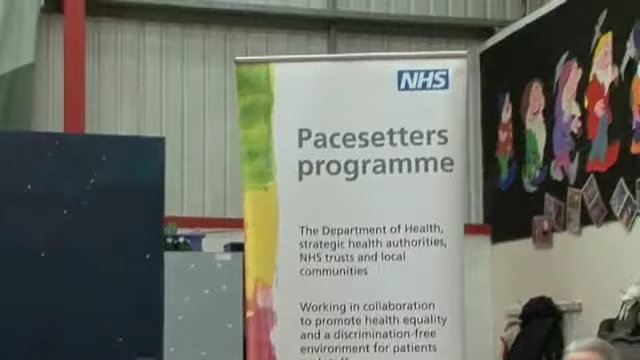 NHS
Pacesetters
programme
The Department of Health,
strategic health authorities,
NHS trusts and local
communities
Working in collaboration
to promote health equality
and a discrimination-free
environment for patients